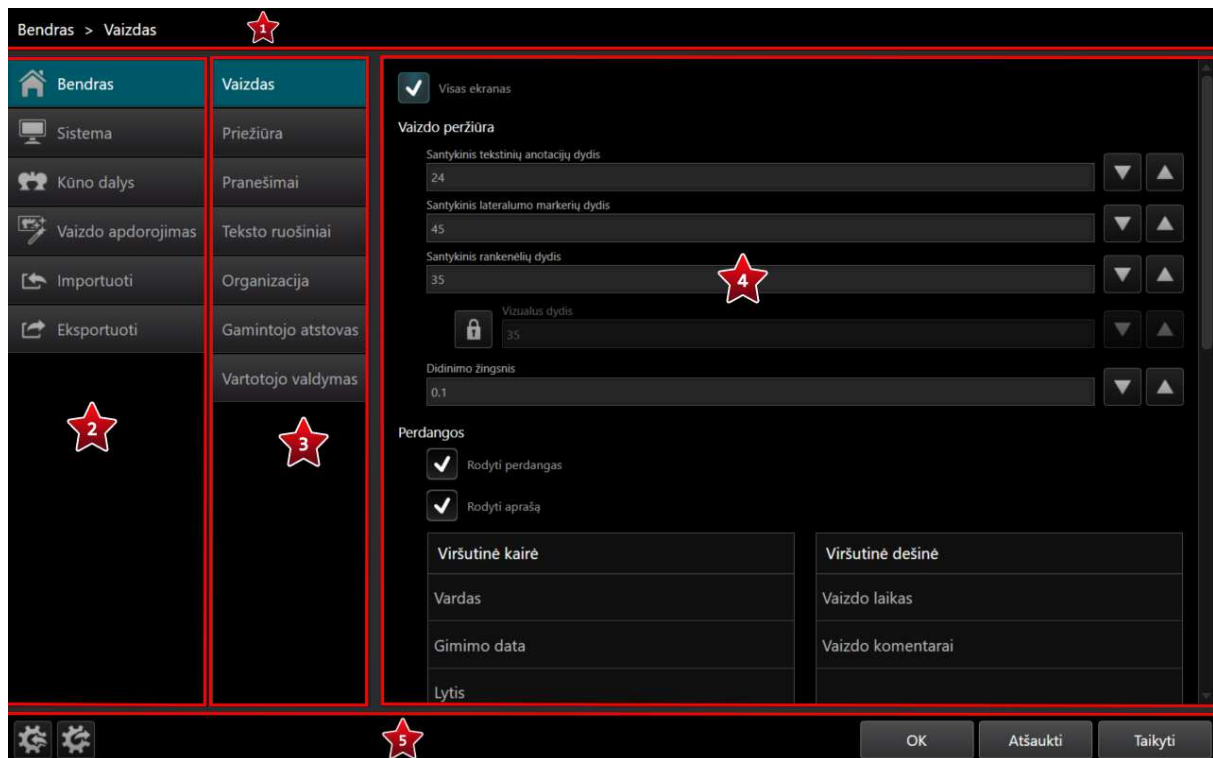 Bendras > Vaizdas
1
Bendras
Sistema
Kūno dalys
Vaizdo apdorojimas
Importuoti
Eksportuoti
2
Vaizdas
Priežiūra
Pranešimai
Teksto ruošiniai
Organizacija
Gamintojo atstovas
Vartotojo valdymas
3
Visas ekranas
Vaizdo peržiūra
Santykinis tekstinių anotacijų dydis
24
Santykinis lateralumo markerių dydis
45
Santykinis rankenėlių dydis
35
4
Vizualus dydis
35
Didinimo žingsnis
0.1
Perdangos
Rodyti perdangas
Rodyti aprašą
Viršutinė kairė
Vardas
Gimimo data
Lytis
Viršutinė dešinė
Vaizdo laikas
Vaizdo komentarai
5
OK
Atšaukti
Taikyti